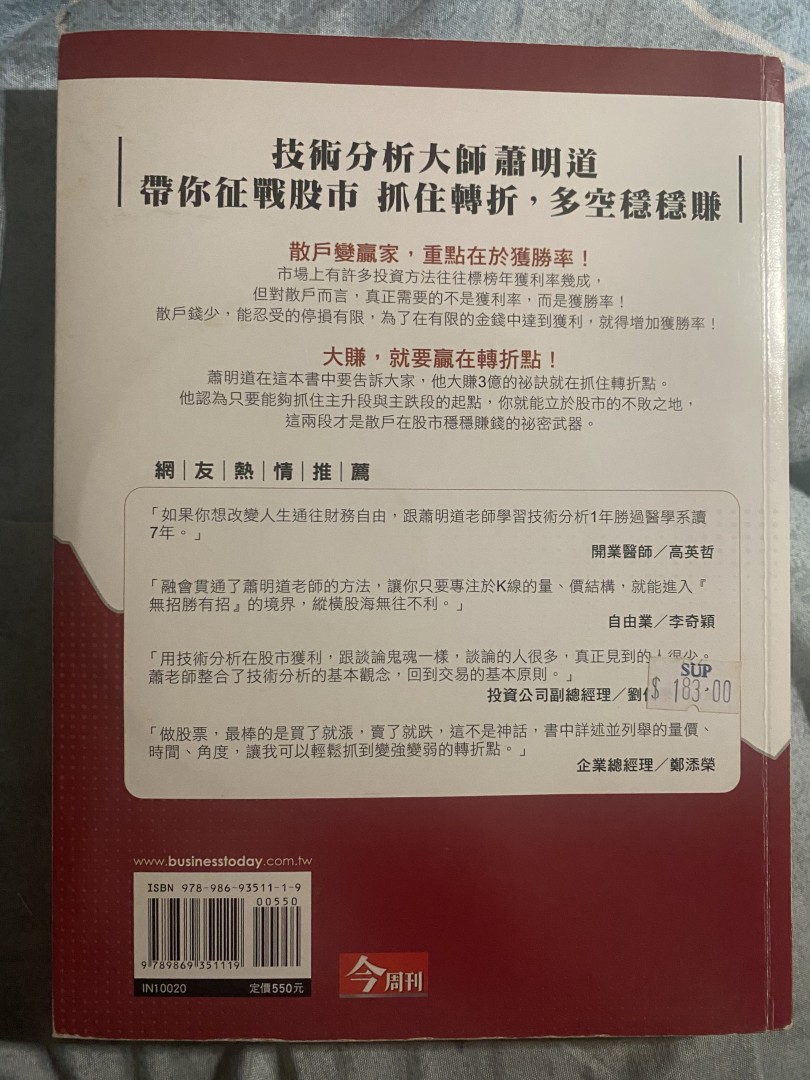 技術分析大師蕭明道
帶你征戰股市 抓住轉折，多空穩穩賺
散戶變贏家，重點在於獲勝率！
市場上有許多投資方法往往標榜年獲利率幾成，
但對散戶而言，真正需要的不是獲利率，而是獲勝率！
散戶錢少，能忍受的停損有限，為了在有限的金錢中達到獲利，就得增加獲勝率！
大賺，就要贏在轉折點！
蕭明道在這本書中要告訴大家，他大賺3億的祕訣就在抓住轉折點。
他認為只要能夠抓住主升段與主跌段的起點，你就能立於股市的不敗之地，
這兩段才是散戶在股市穩穩賺錢的祕密武器。
網｜友｜熱｜情｜推｜薦
「如果你想改變人生通往財務自由，跟蕭明道老師學習技術分析1年勝過醫學系讀
7年。」
開業醫師／高英哲
「融會貫通了蕭明道老師的方法，讓你只要專注於K線的量、價結構，就能進入『
無招勝有招』的境界，縱橫股海無往不利。」
自由業／李奇穎
「用技術分析在股市獲利，跟談論鬼魂一樣，談論的人很多，真正見到的人很少。
蕭老師整合了技術分析的基本觀念，回到交易的基本原則。」
投資公司副總經理／劉
SUP
$ 183.00
「做股票，最棒的是買了就漲，賣了就跌，這不是神話，書中詳述並列舉的量價、
時間、角度，讓我可以輕鬆抓到變強變弱的轉折點。」
企業總經理／鄭添榮
www.businesstoday.com.tw
ISBN 978-986-93511-1-9
00550
9 789869 351119
IN10020 定價550元
今周刊